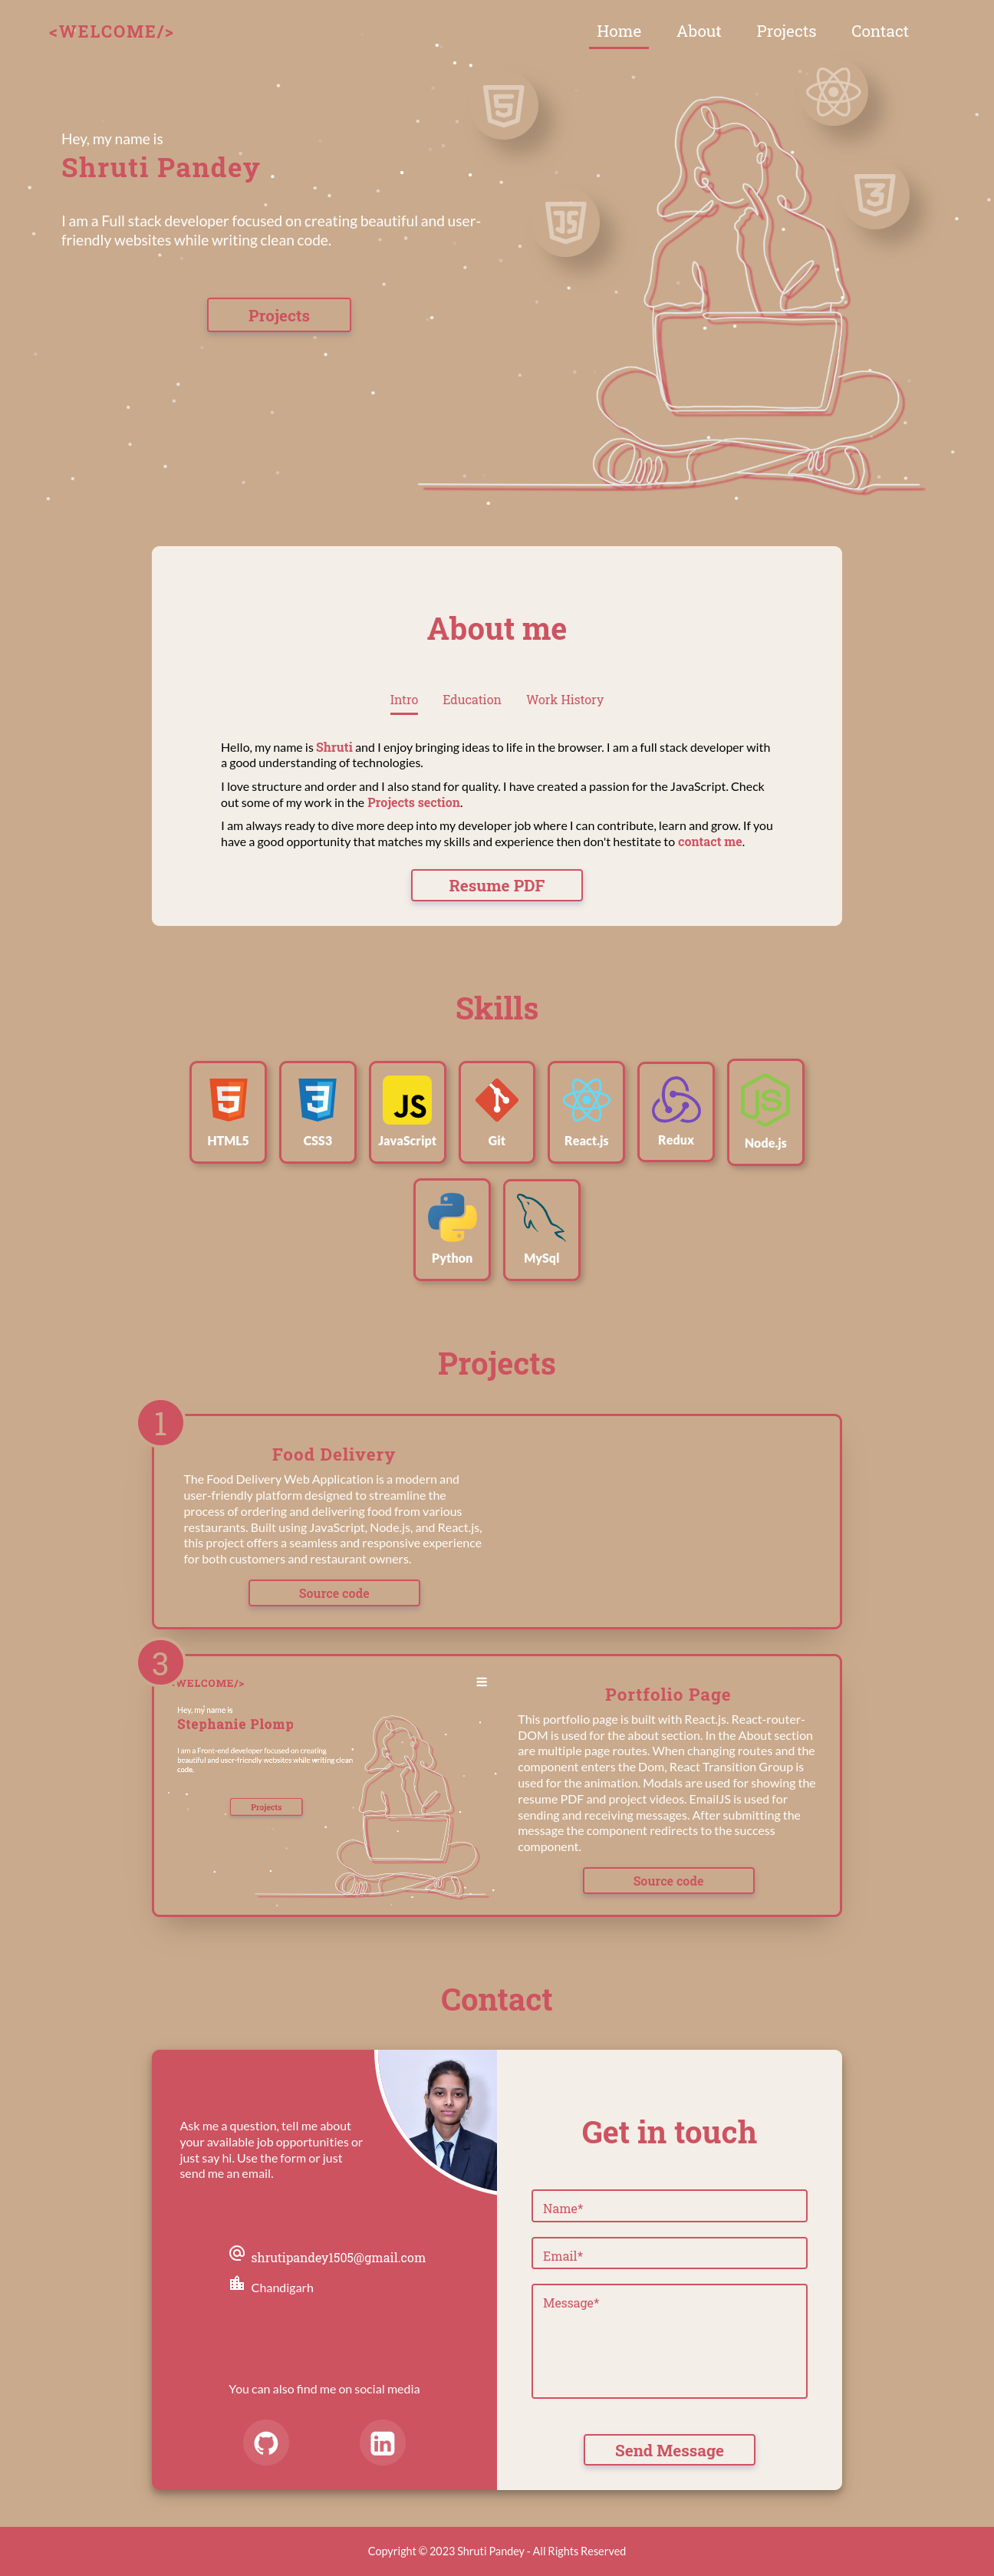 <WELCOME/>
Home About Projects Contact
Hey, my name is
Shruti Pandey
I am a Full stack developer focused on creating beautiful and user-
friendly websites while writing clean code.
Projects
5
JS
3
About me
Intro Education Work History
Hello, my name is Shruti and I enjoy bringing ideas to life in the browser. I am a full stack developer with
a good understanding of technologies.
I love structure and order and I also stand for quality. I have created a passion for the JavaScript. Check
out some of my work in the Projects section.
I am always ready to dive more deep into my developer job where I can contribute, learn and grow. If you
have a good opportunity that matches my skills and experience then don't hestitate to contact me.
Resume PDF
Skills
5 3 JS JS
HTML5 CSS3 JavaScript Git React.js Redux Node.js
Python MySql
Projects
1
Food Delivery
The Food Delivery Web Application is a modern and
user-friendly platform designed to streamline the
process of ordering and delivering food from various
restaurants. Built using JavaScript, Node.js, and React.js,
this project offers a seamless and responsive experience
for both customers and restaurant owners.
Source code
3
WELCOME/>
Hey, my name is
Stephanie Plomp
I am a Front-end developer focused on creating
beautiful and user-friendly websites while writing clean
code.
Projects
Portfolio Page
This portfolio page is built with React.js. React-router-
DOM is used for the about section. In the About section
are multiple page routes. When changing routes and the
component enters the Dom, React Transition Group is
used for the animation. Modals are used for showing the
resume PDF and project videos. EmailJS is used for
sending and receiving messages. After submitting the
message the component redirects to the success
component.
Source code
Contact
Ask me a question, tell me about
your available job opportunities or
just say hi. Use the form or just
send me an email.
shrutipandey1505@gmail.com
Chandigarh
You can also find me on social media
in
Get in touch
Name*
Email*
Message*
Send Message
Copyright © 2023 Shruti Pandey - All Rights Reserved